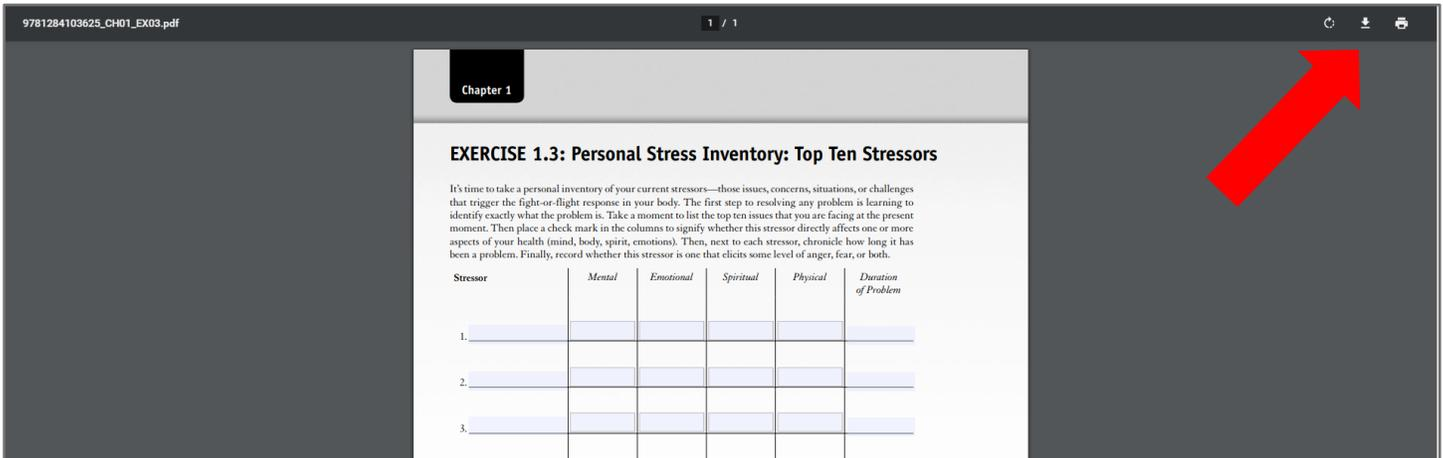 9781284103625_CH01_EX03.pdf
1 / 1
Chapter 1
EXERCISE 1.3: Personal Stress Inventory: Top Ten Stressors
It's time to take a personal inventory of your current stressors—those issues, concerns, situations, or challenges
that trigger the fight-or-flight response in your body. The first step to resolving any problem is learning to
identify exactly what the problem is. Take a moment to list the top ten issues that you are facing at the present
moment. Then place a check mark in the columns to signify whether this stressor directly affects one or more
aspects of your health (mind, body, spirit, emotions). Then, next to each stressor, chronicle how long it has
been a problem. Finally, record whether this stressor is one that elicits some level of anger, fear, or both.
Stressor Mental Emotional Spiritual Physical Duration
of Problem
1.
2.
3.